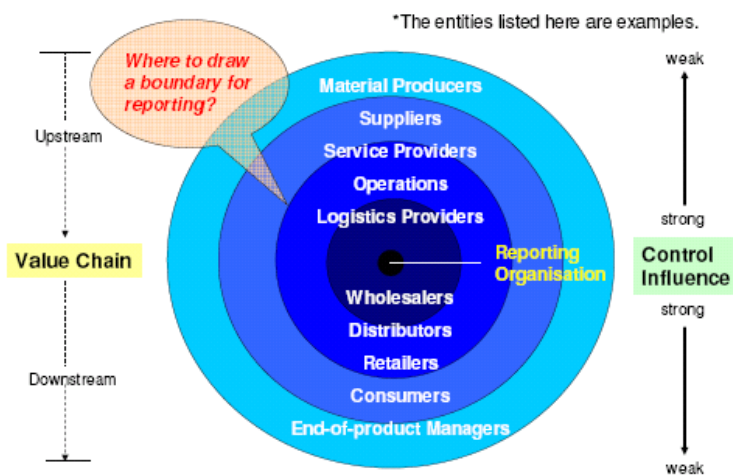 *The entities listed here are examples.
Where to draw
a boundary for
reporting?
weak
Material Producers
Suppliers
Upstream
Service Providers
Operations
Logistics Providers
strong
Value Chain
Reporting
Organisation
Control
Influence
Wholesalers
strong
Distributors
Retailers
Downstream
Consumers
End-of-product Managers
weak